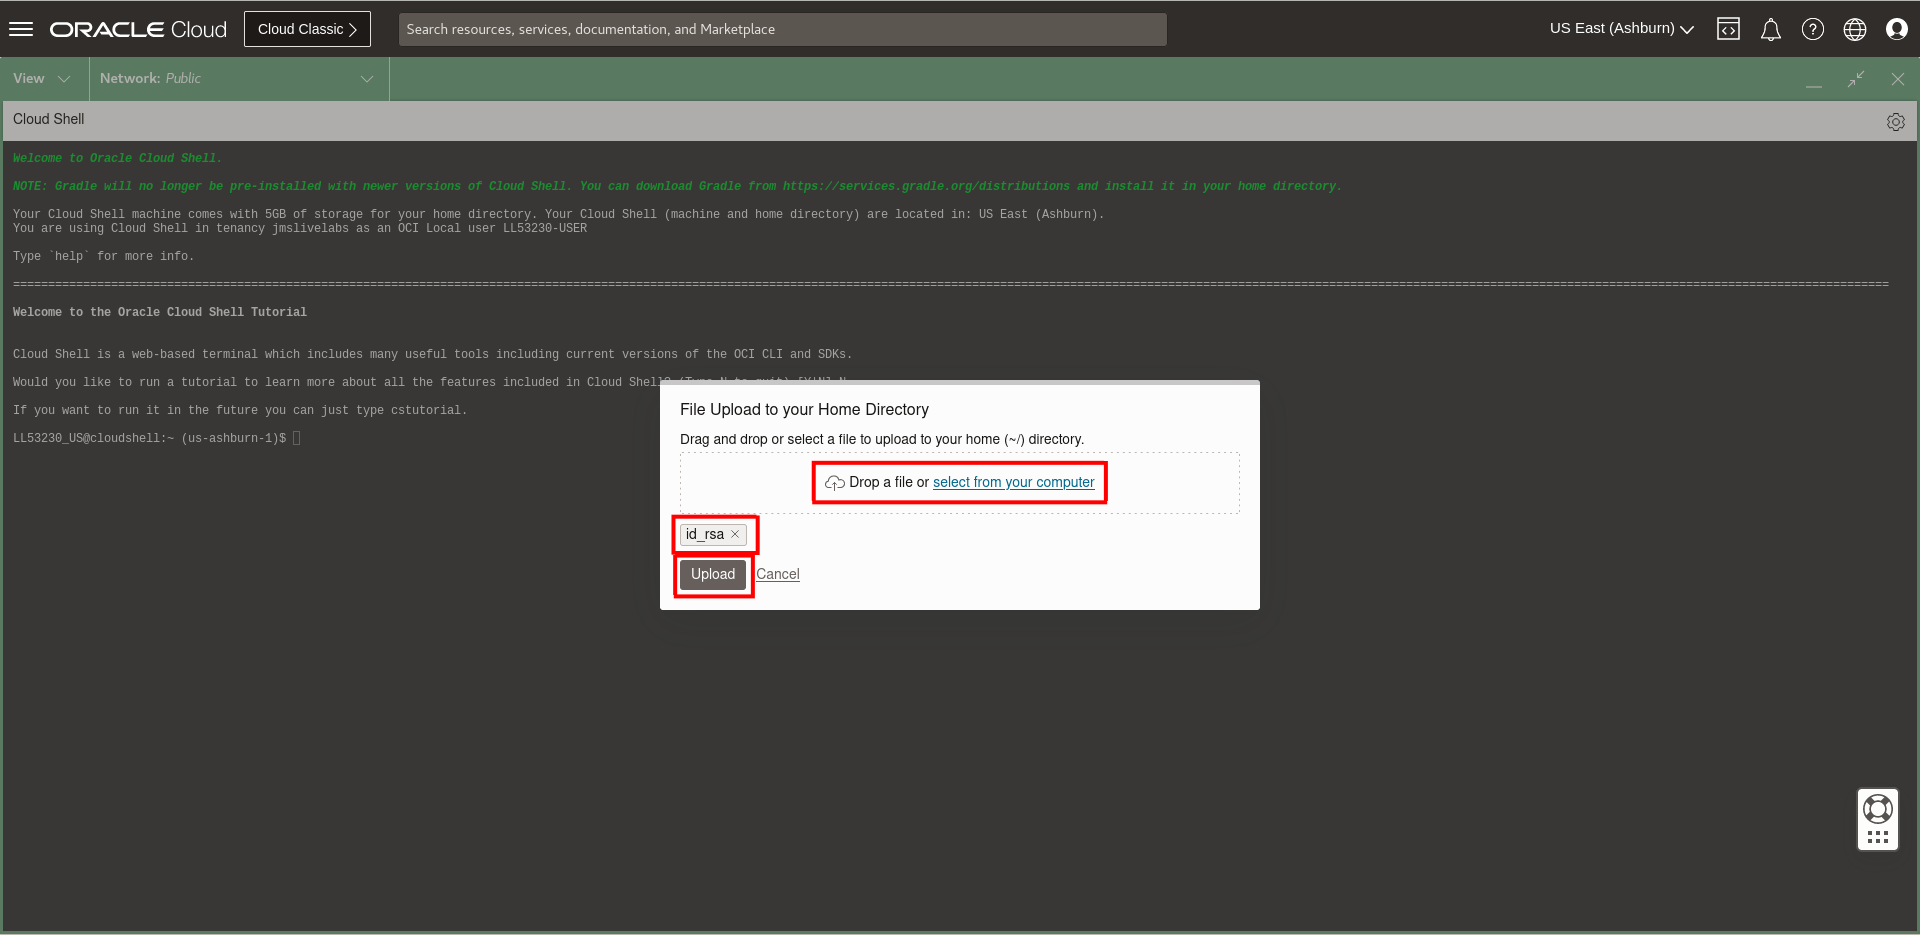 ORACLE Cloud
Cloud Classic
Search resources, services, documentation, and Marketplace
US East (Ashburn)
View
Network: Public
Cloud Shell
Welcome to Oracle Cloud Shell.
NOTE: Gradle will no longer be pre-installed with newer versions of Cloud Shell. You can download Gradle from https://services.gradle.org/distributions and install it in your home directory.
Your Cloud Shell machine comes with 5GB of storage for your home directory. Your Cloud Shell (machine and home directory) are located in: US East (Ashburn).
You are using Cloud Shell in tenancy jmslivelabs as an OCI Local user LL53230-USER
Type `help` for more info.
Welcome to the Oracle Cloud Shell Tutorial
Cloud Shell is a web-based terminal which includes many useful tools including current versions of the OCI CLI and SDKs.
Would you like to run a tutorial to learn more about all the features included in Cloud Shell? (Type N to quit) [Y|N] N
If you want to run it in the future you can just type cstutorial.
LL53230_US@cloudshell:~ (us-ashburn-1)$
File Upload to your Home Directory
Drag and drop or select a file to upload to your home (~/) directory.
Drop a file or select from your computer
id_rsa
Upload
Cancel